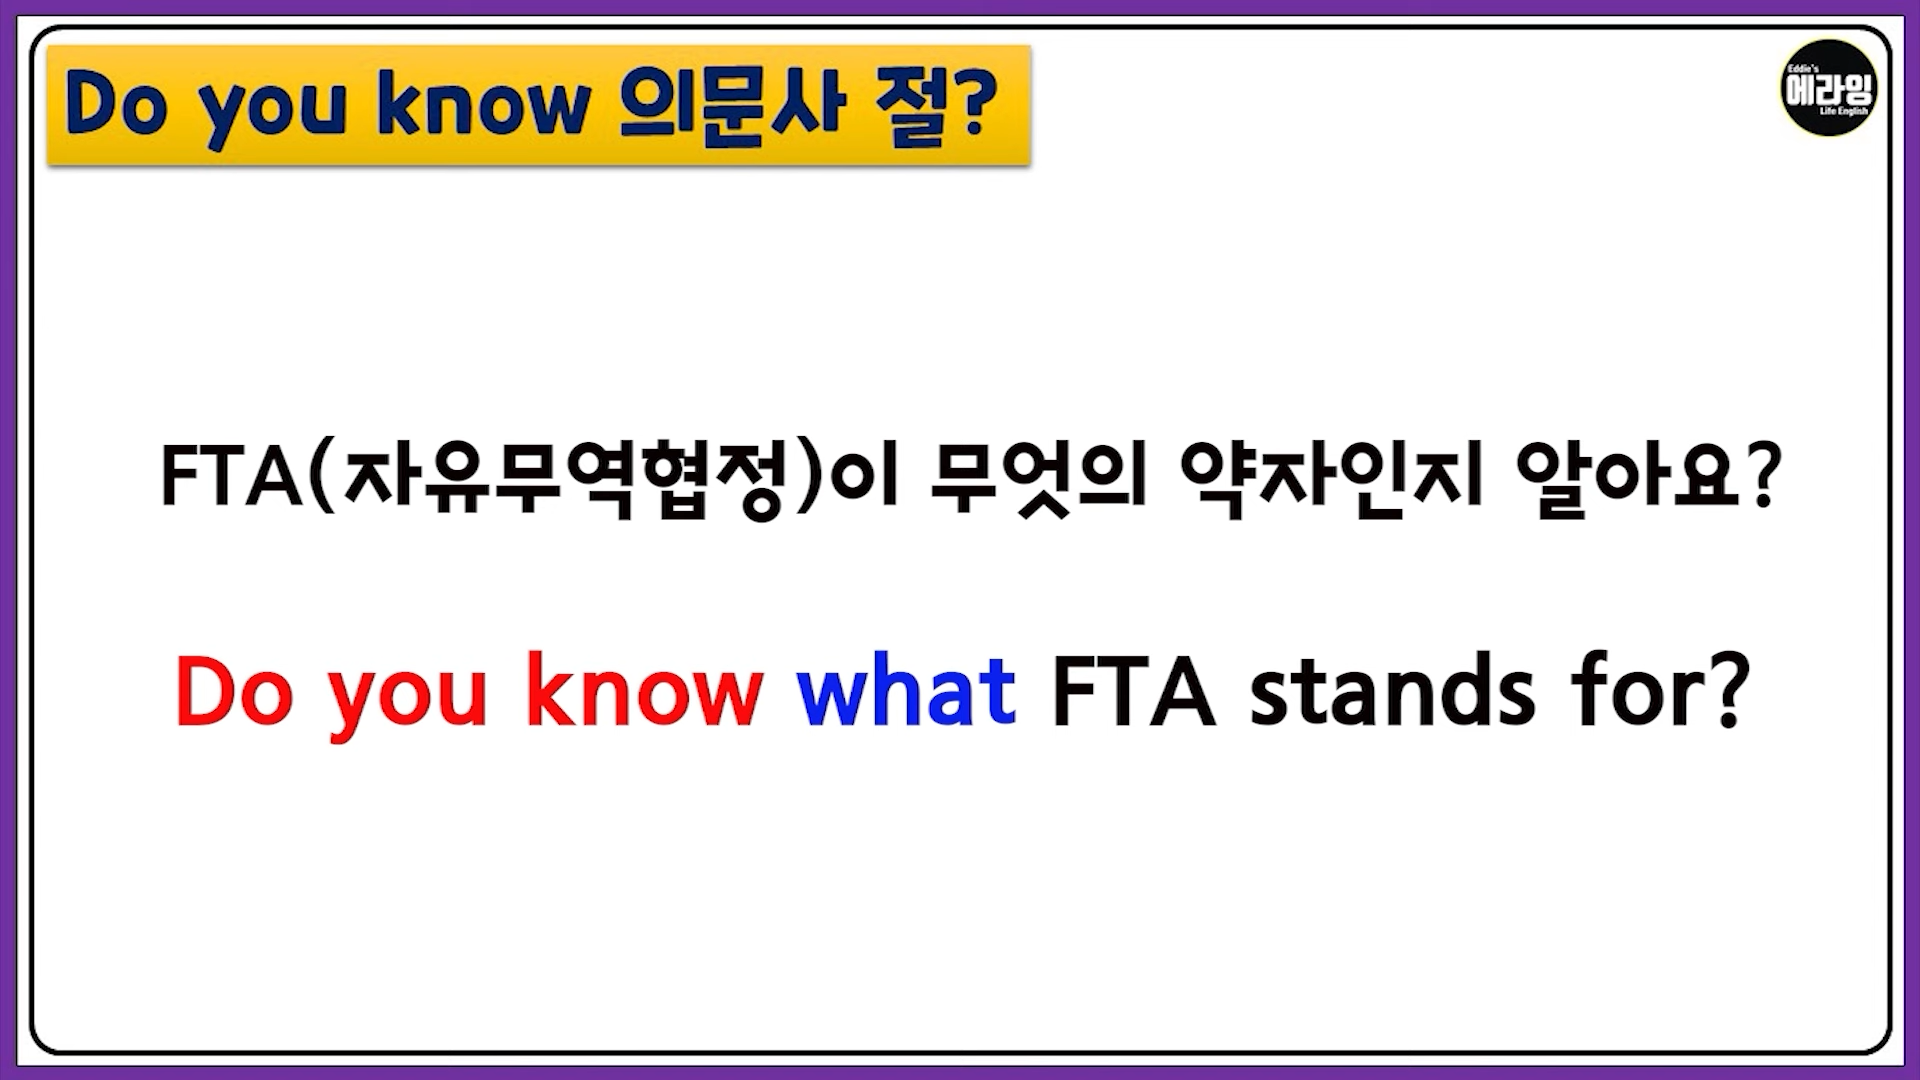 Do you know 의문사 절?
Eddie's
에라잉
Life English
FTA(자유무역협정)이 무엇의 약자인지 알아요?
Do you know what FTA stands for?